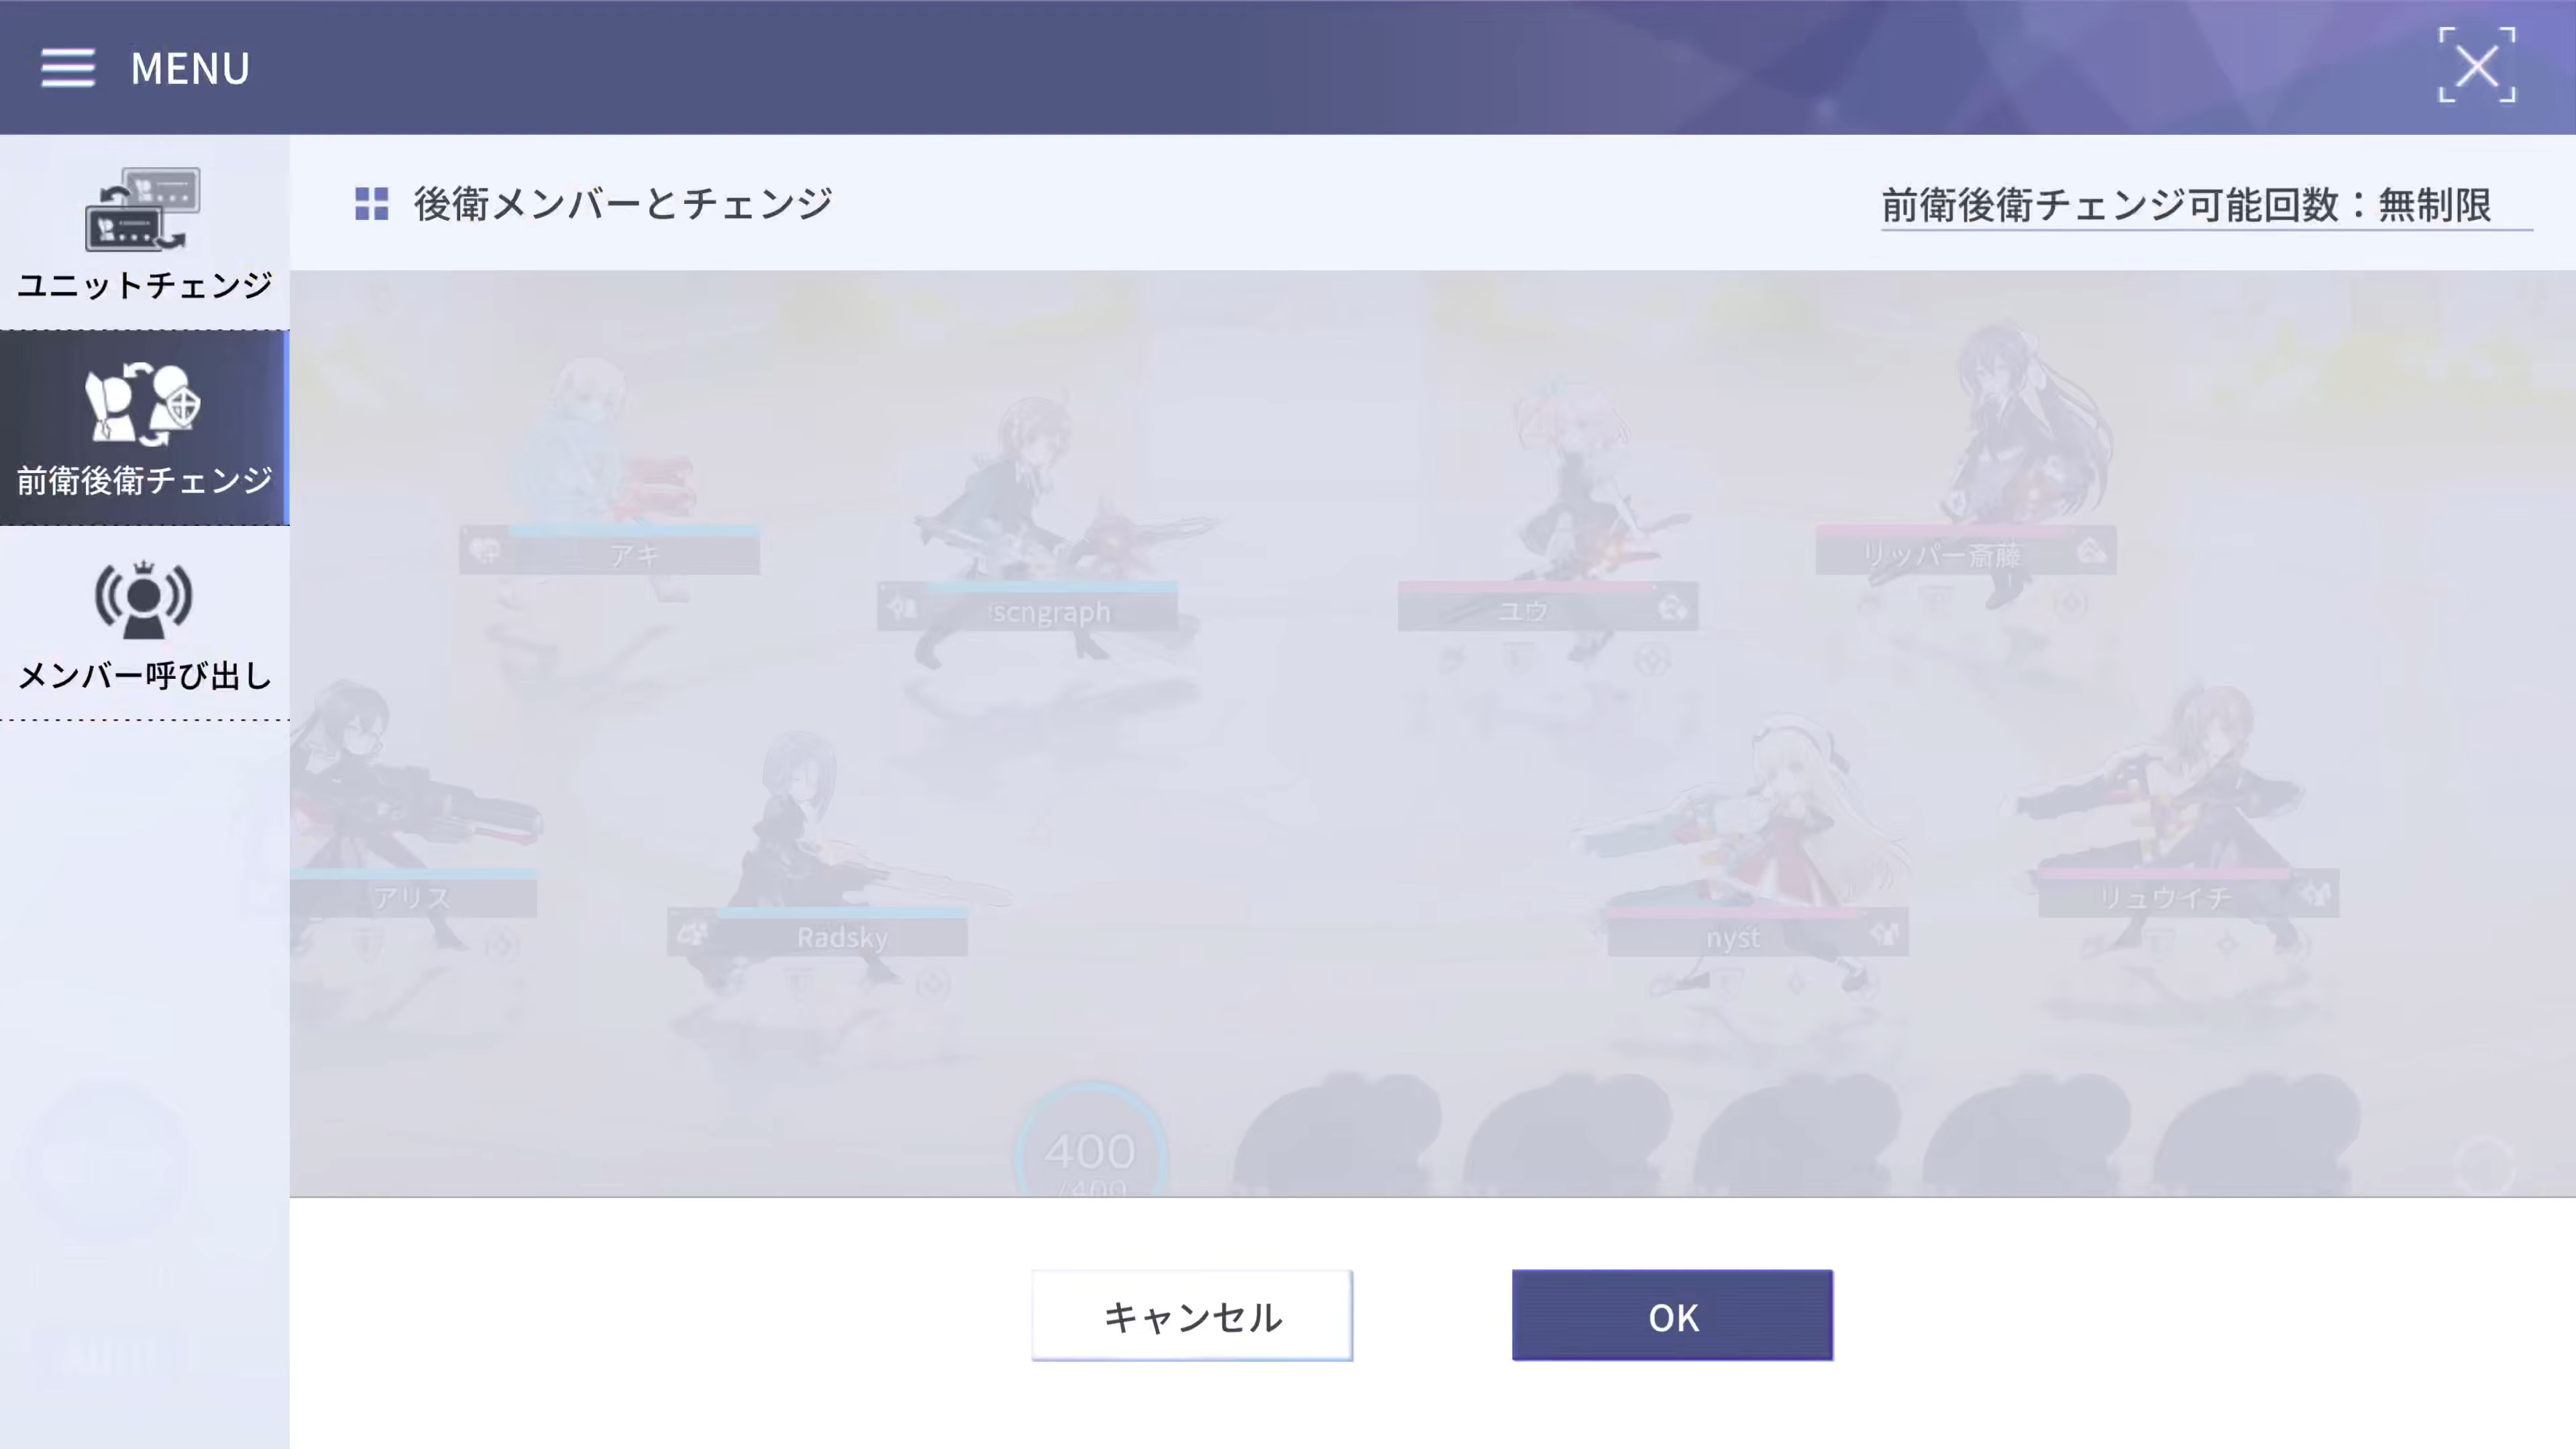 MENU
ユニットチェンジ
前衛後衛チェンジ
メンバー呼び出し
後衛メンバーとチェンジ
前衛後衛チェンジ可能回数：無制限
アキ
scngraph
ユウ
リッパー斎藤
アリス
Radsky
nyst
リュウイチ
400
/400
キャンセル
OK